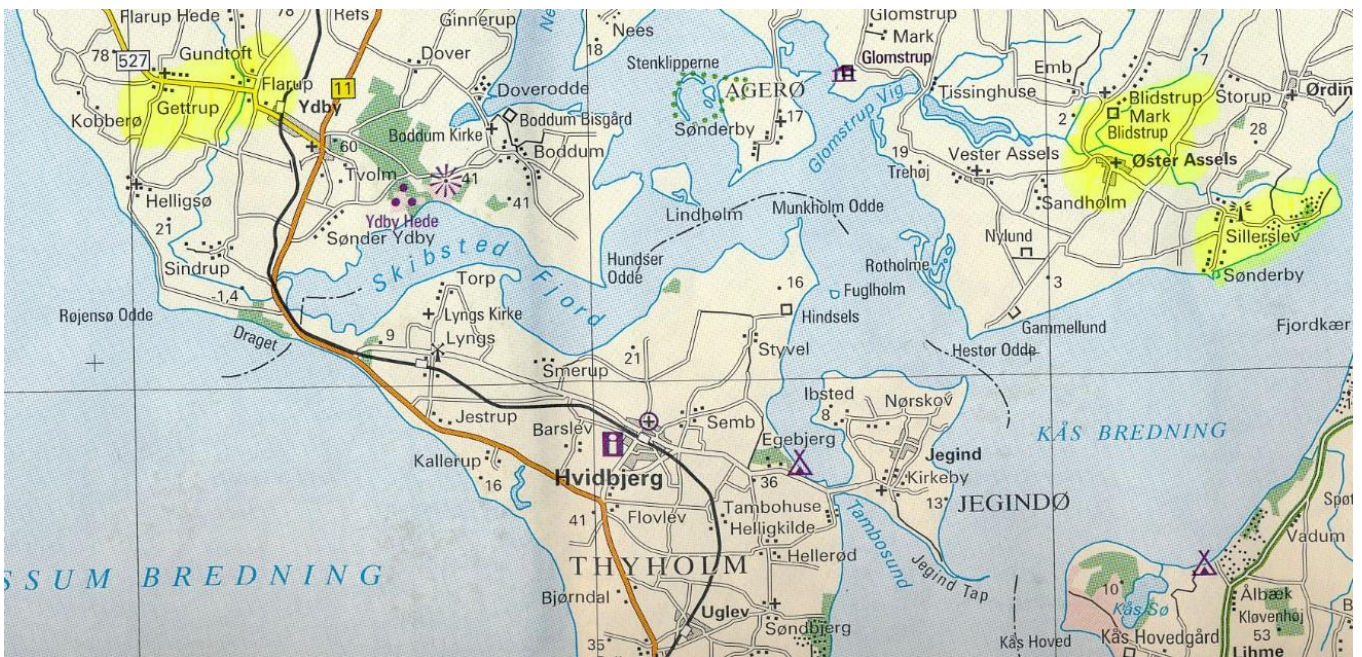 Flarup Hede
78
Refs
Ginnerup
Nees
Glomstrup
Mark
78
527
Gundtoft
Dover
18
Stenklipperne
Glomstrup
Emb
7
Flarup
11
Doverodde
AGERØ
Tissinghuse
Blidstrup
Mark
Storup
Gettrup
Ydby
Boddum Bisgård
Sønderby
17
Glomstrup Vig
2
Blidstrup
Kobberø
Boddum Kirke
28
60
Boddum
19
Vester Assels
Øster Assels
Tvolm
41
Trehøj
Helligsø
Lindholm
Munkholm Odde
Sandholm
Ydby Hede
41
21
Sønder Ydby
Nylund
Sillerslev
Sindrup
Skibsted Fjord
Hundser
Odde
Rotholme
Sønderby
Torp
16
3
1,4
Fuglholm
Røjensø Odde
Lyngs Kirke
Hindsels
Gammellund
Fjordkær
Draget
9
Lyngs
21
Styvel
Hestør Odde
Smerup
Ibsted
8
Nørskov
Jestrup
Barslev
Semb
Egebjerg
KÅS BREDNING
Kallerup
Jegind
16
Hvidbjerg
36
Kirkeby
13
JEGINDØ
41
Flovlev
Tambohuse
Helligkilde
Tambosund
Vadum
Hellerød
THYHOLM
Jegind Tap
SSUM BREDNING
Bjørndal
10
Ålbæk
Uglev
Kås Sø
Kløvenhøj
53
Søndbjerg
35
Kås Hoved
Kås Hovedgård
Lihme